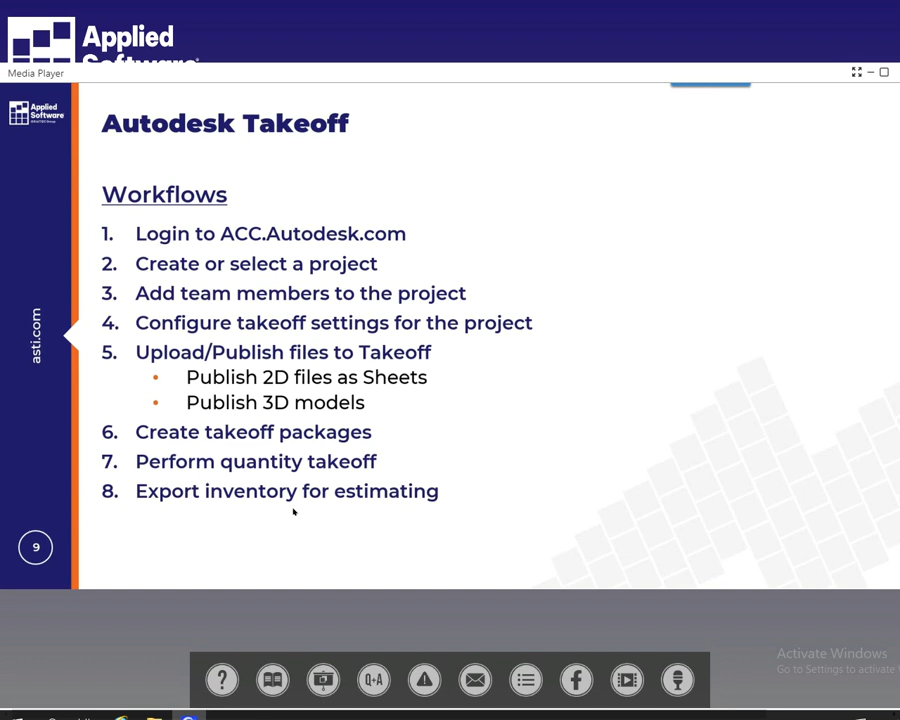 Applied
Software
Media Player
Applied
Software
Autodesk Takeoff
Workflows
1. Login to ACC.Autodesk.com
2. Create or select a project
3. Add team members to the project
4. Configure takeoff settings for the project
5. Upload/Publish files to Takeoff
• Publish 2D files as Sheets
• Publish 3D models
6. Create takeoff packages
7. Perform quantity takeoff
8. Export inventory for estimating
asti.com
9
Activate Windows
Go to Settings to activate
? Q+A